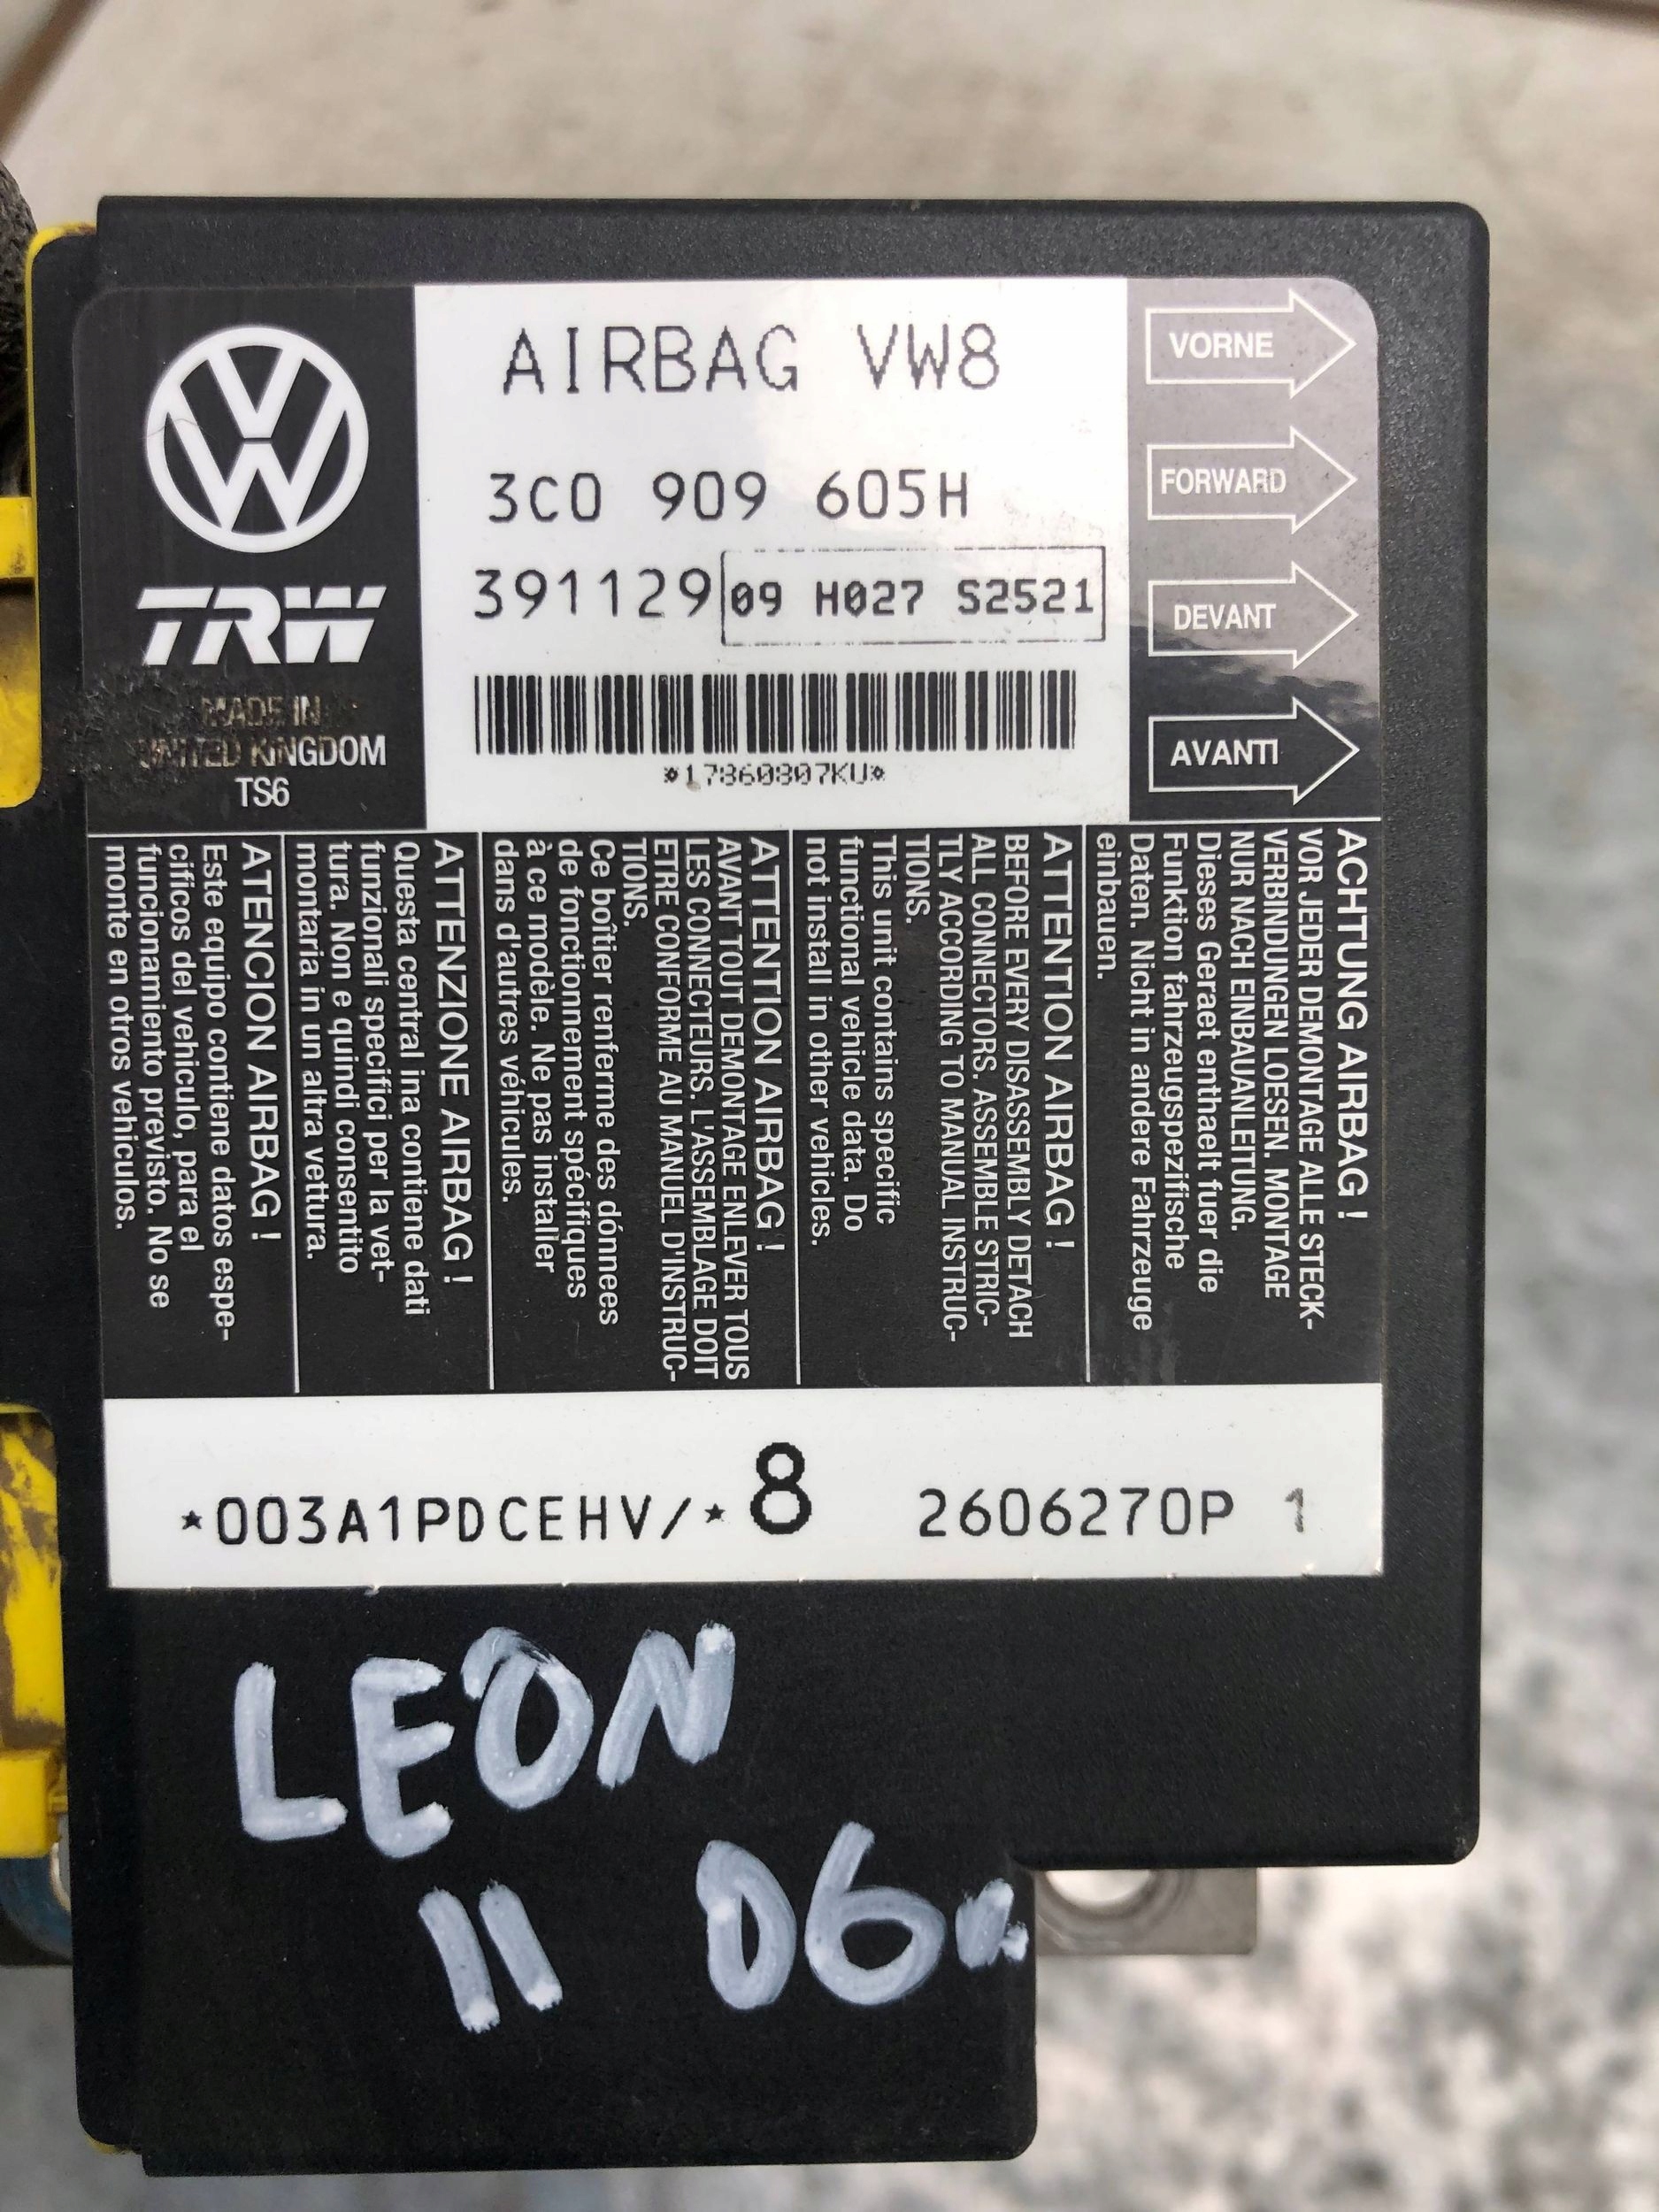 AIRBAG VW8
3C0 909 605H
391129 09 H027 S2521
*17860807KU*
TRW
MADE IN
UNITED KINGDOM
TS6
VORNE
FORWARD
DEVANT
AVANTI
ACHTUNG AIRBAG !
VOR JEDER DEMONTAGE ALLE STECK-
VERBINDUNGEN LOESEN. MONTAGE
NUR NACH EINBAUANLEITUNG.
Dieses Geraet enthaelt fuer die
Funktion fahrzeugspezifische
Daten. Nicht in andere Fahrzeuge
einbauen.
ATTENTION AIRBAG !
BEFORE EVERY DISASSEMBLY DETACH
ALL CONNECTORS. ASSEMBLE STRIC-
TLY ACCORDING TO MANUAL INSTRUC-
TIONS.
This unit contains specific
functional vehicle data. Do
not install in other vehicles.
ATTENTION AIRBAG !
AVANT TOUT DEMONTAGE ENLEVER TOUS
LES CONNECTEURS. L'ASSEMBLAGE DOIT
ETRE CONFORME AU MANUEL D'INSTRUC-
TIONS.
Ce boîtier renferme des dónnees
de fonctionnement spécifiques
à ce modèle. Ne pas installer
dans d'autres véhicules.
ATTENZIONE AIRBAG !
Questa central ina contiene dati
funzionali specifici per la vet-
tura. Non e quindi consentito
montaria in un altra vettura.
ATENCION AIRBAG !
Este equipo contiene datos espe-
cificos del vehiculo, para el
funcionamiento previsto. No se
monte en otros vehiculos.
*003A1PDCEHV/* 8 2606270P 1
LEON
II 06.